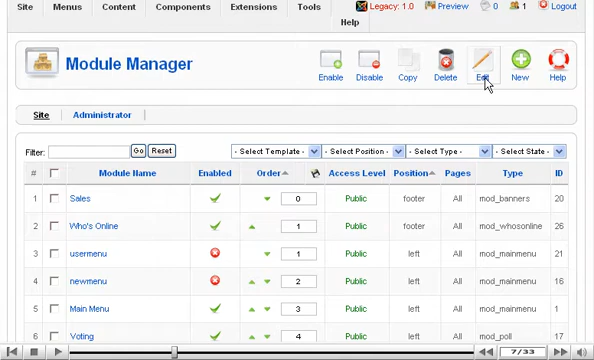 Site Menus Content Components Extensions Tools Legacy: 1.0 Preview 0 1 Logout
Help
Module Manager
Enable Disable Copy Delete Edit New Help
Site Administrator
Filter: Go Reset - Select Template - - Select Position - - Select Type - - Select State -
# Module Name Enabled Order Access Level Position Pages Type ID
1 Sales 0 Public footer All mod_banners 20
2 Who's Online 1 Public footer All mod_whosonline 26
3 usermenu 1 Public left All mod_mainmenu 21
4 newmenu 2 Public left All mod_mainmenu 16
5 Main Menu 3 Public left All mod_mainmenu 1
6 Voting 4 Public left All mod_poll 17
7/33